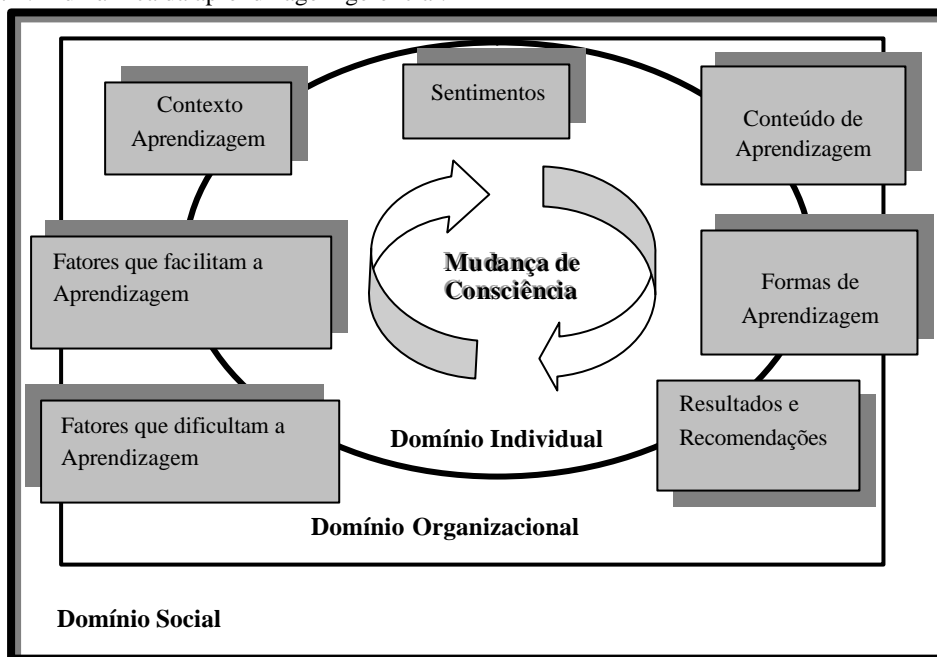 Contexto
Aprendizagem
Sentimentos
Conteúdo de
Aprendizagem
Fatores que facilitam a
Aprendizagem
Mudança de
Consciência
Formas de
Aprendizagem
Fatores que dificultam a
Aprendizagem
Resultados e
Recomendações
Domínio Individual
Domínio Organizacional
Domínio Social